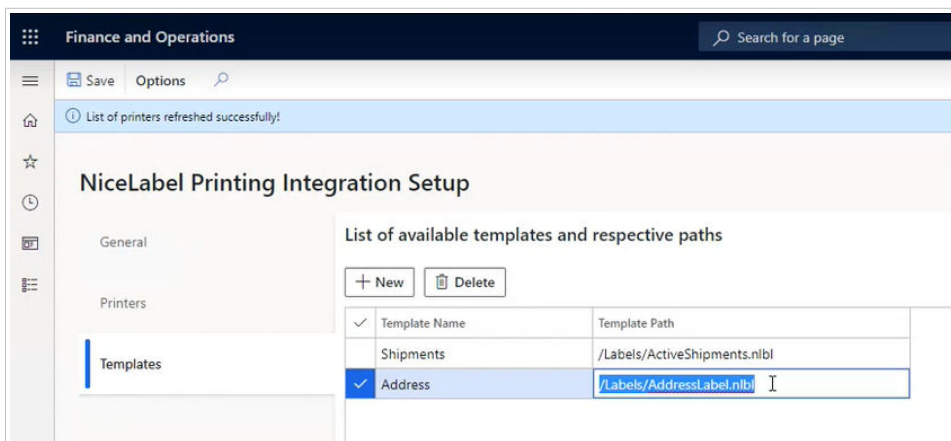 Finance and Operations
Search for a page
Save Options
List of printers refreshed successfully!
NiceLabel Printing Integration Setup
General
Printers
Templates
List of available templates and respective paths
New Delete
Template Name Template Path
Shipments /Labels/ActiveShipments.nlbl
Address /Labels/AddressLabel.nlbl